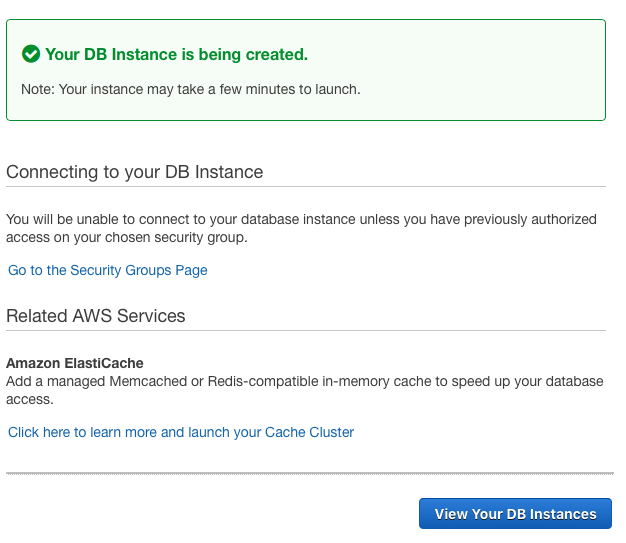 Your DB Instance is being created.
Note: Your instance may take a few minutes to launch.
Connecting to your DB Instance
You will be unable to connect to your database instance unless you have previously authorized
access on your chosen security group.
Go to the Security Groups Page
Related AWS Services
Amazon ElastiCache
Add a managed Memcached or Redis-compatible in-memory cache to speed up your database
access.
Click here to learn more and launch your Cache Cluster
View Your DB Instances